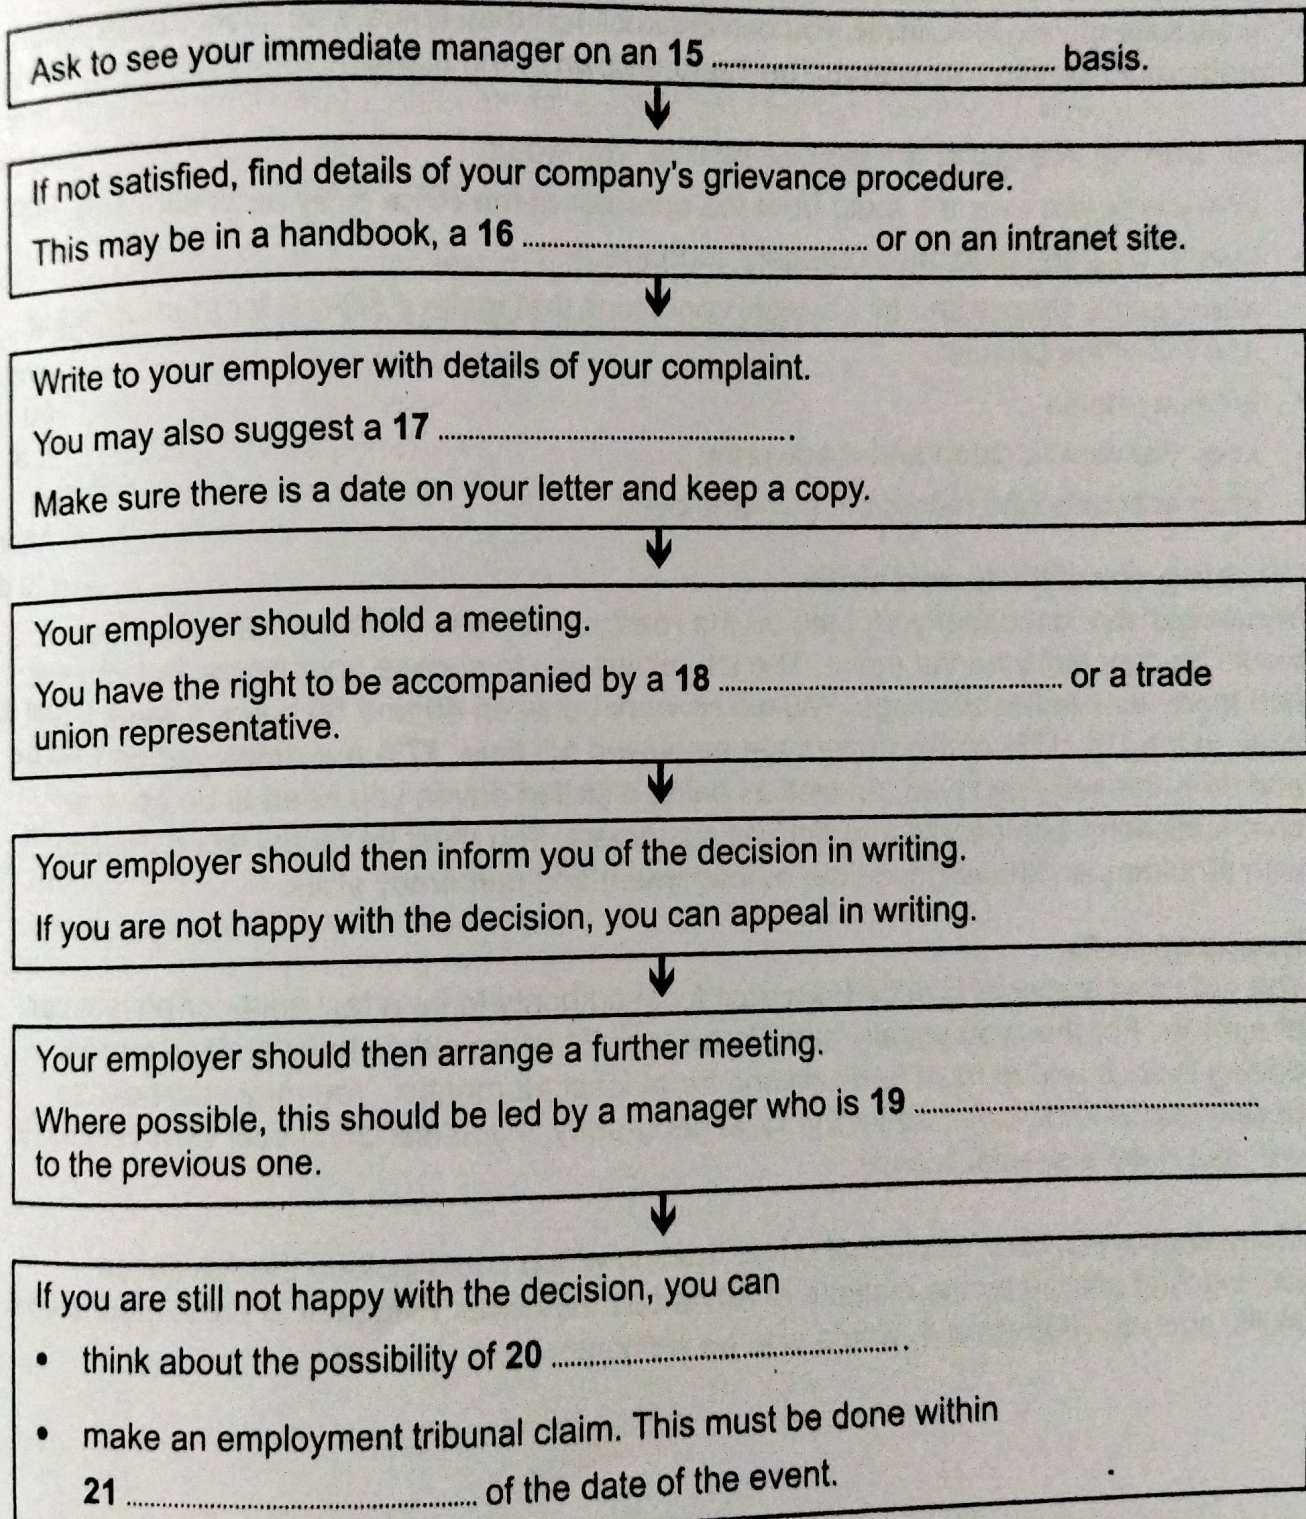 Ask to see your immediate manager on an 15 ........................................ basis.
If not satisfied, find details of your company's grievance procedure.
This may be in a handbook, a 16 ........................................ or on an intranet site.
Write to your employer with details of your complaint.
You may also suggest a 17 ........................................ .
Make sure there is a date on your letter and keep a copy.
Your employer should hold a meeting.
You have the right to be accompanied by a 18 ........................................ or a trade
union representative.
Your employer should then inform you of the decision in writing.
If you are not happy with the decision, you can appeal in writing.
Your employer should then arrange a further meeting.
Where possible, this should be led by a manager who is 19 ........................................
to the previous one.
If you are still not happy with the decision, you can
• think about the possibility of 20 ........................................ .
• make an employment tribunal claim. This must be done within
21 ........................................ of the date of the event.